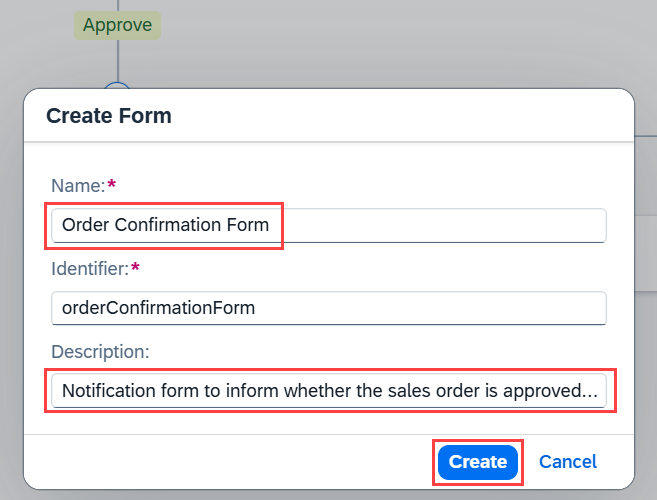 Approve
Create Form
Name:*
Order Confirmation Form
Identifier:*
orderConfirmationForm
Description:
Notification form to inform whether the sales order is approved...
Create Cancel